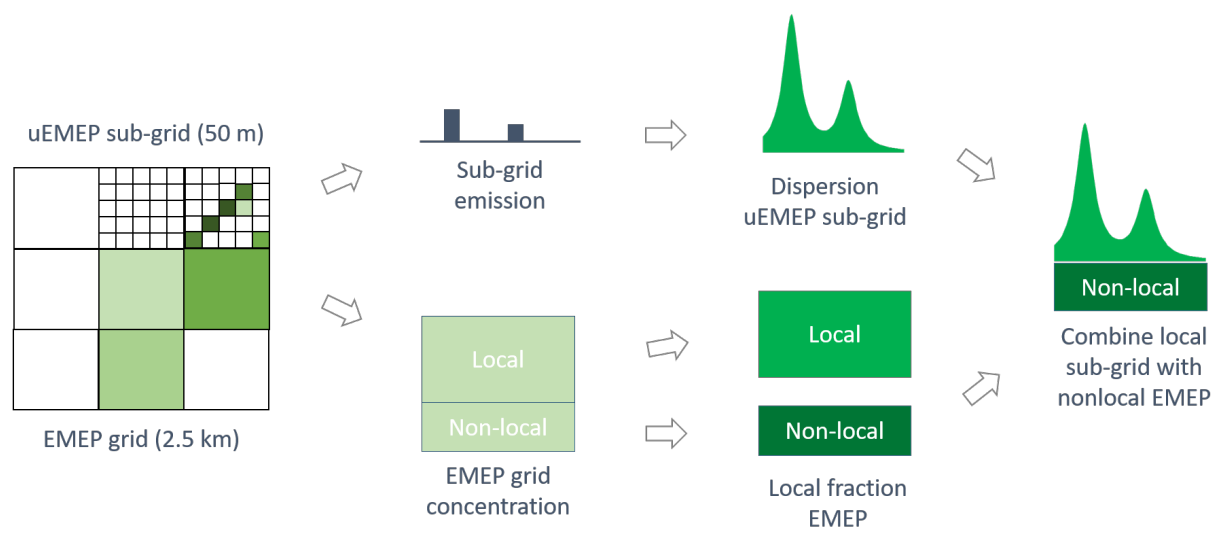 uEMEP sub-grid (50 m)
EMEP grid (2.5 km)
Sub-grid
emission
Dispersion
uEMEP sub-grid
Local
Non-local
EMEP grid
concentration
Local
Non-local
Local fraction
EMEP
Non-local
Combine local
sub-grid with
nonlocal EMEP